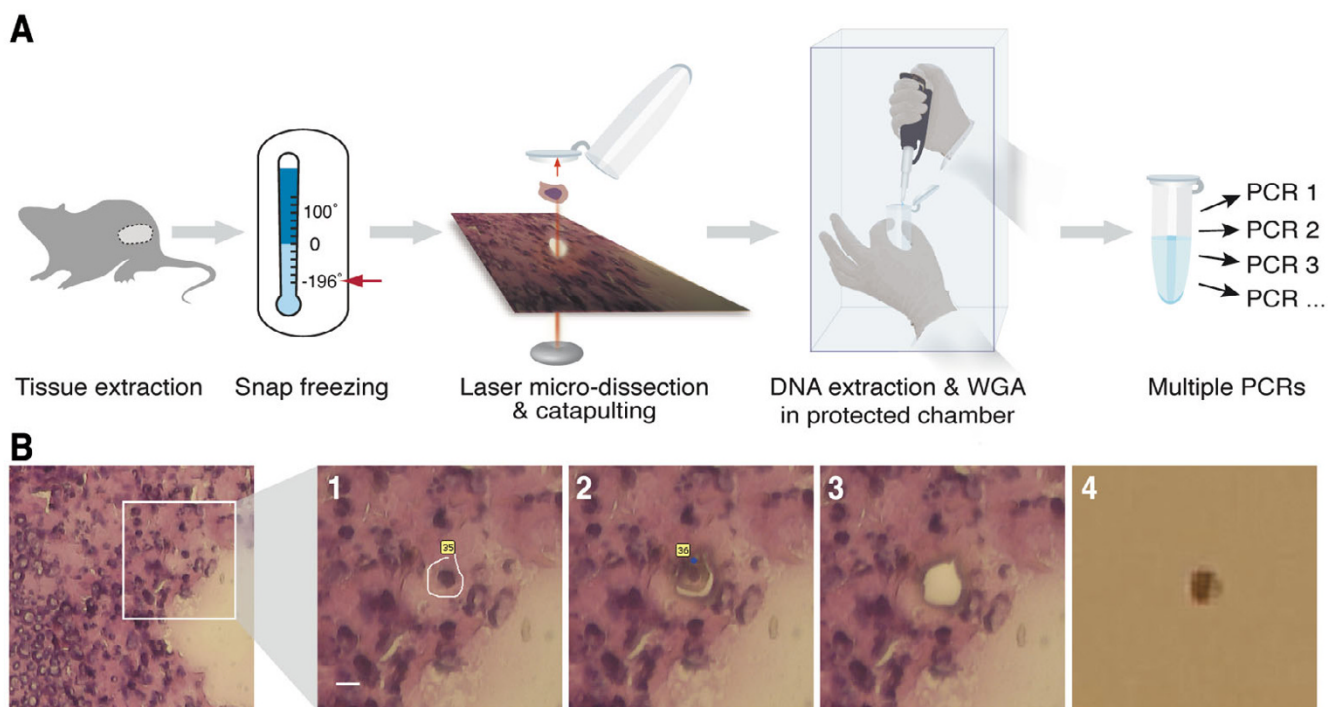 A
100°
0
-196°
PCR 1
PCR 2
PCR 3
PCR ...
Tissue extraction
Snap freezing
Laser micro-dissection
& catapulting
DNA extraction & WGA
in protected chamber
Multiple PCRs
B
1
2
3
4
35
36